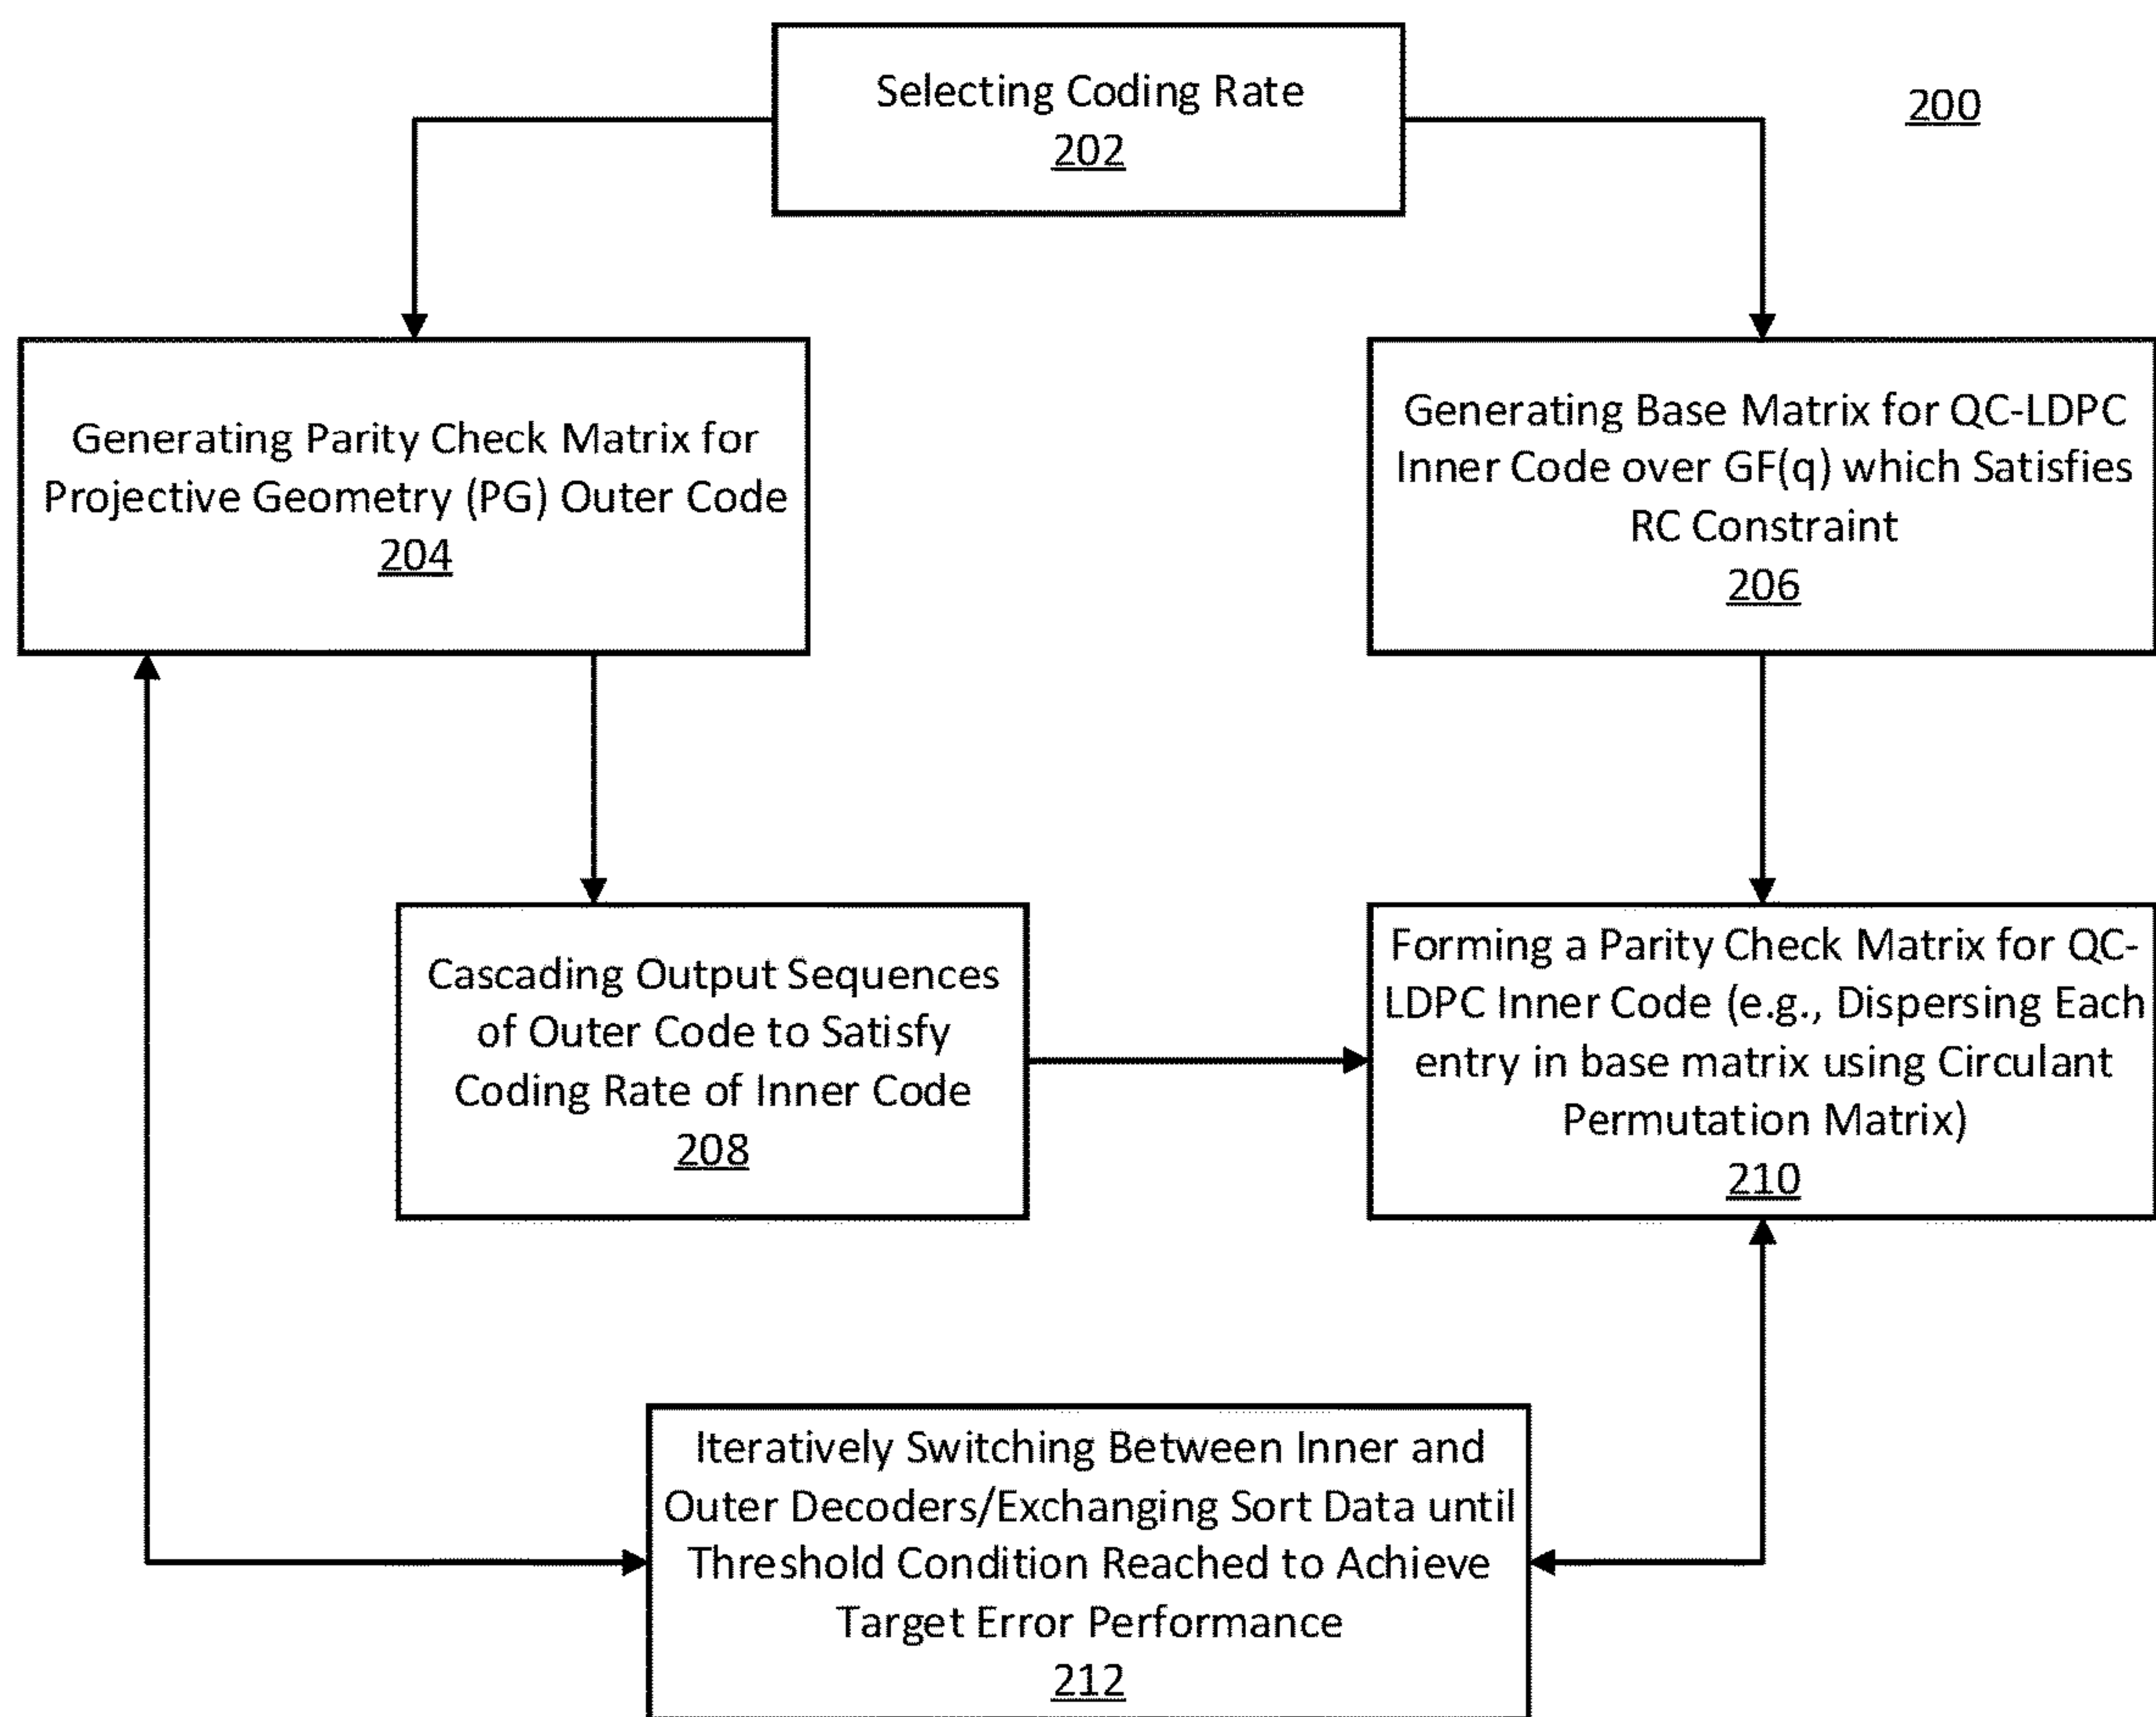 Selecting Coding Rate
202
200
Generating Parity Check Matrix for
Projective Geometry (PG) Outer Code
204
Generating Base Matrix for QC-LDPC
Inner Code over GF(q) which Satisfies
RC Constraint
206
Cascading Output Sequences
of Outer Code to Satisfy
Coding Rate of Inner Code
208
Forming a Parity Check Matrix for QC-
LDPC Inner Code (e.g., Dispersing Each
entry in base matrix using Circulant
Permutation Matrix)
210
Iteratively Switching Between Inner and
Outer Decoders/Exchanging Sort Data until
Threshold Condition Reached to Achieve
Target Error Performance
212